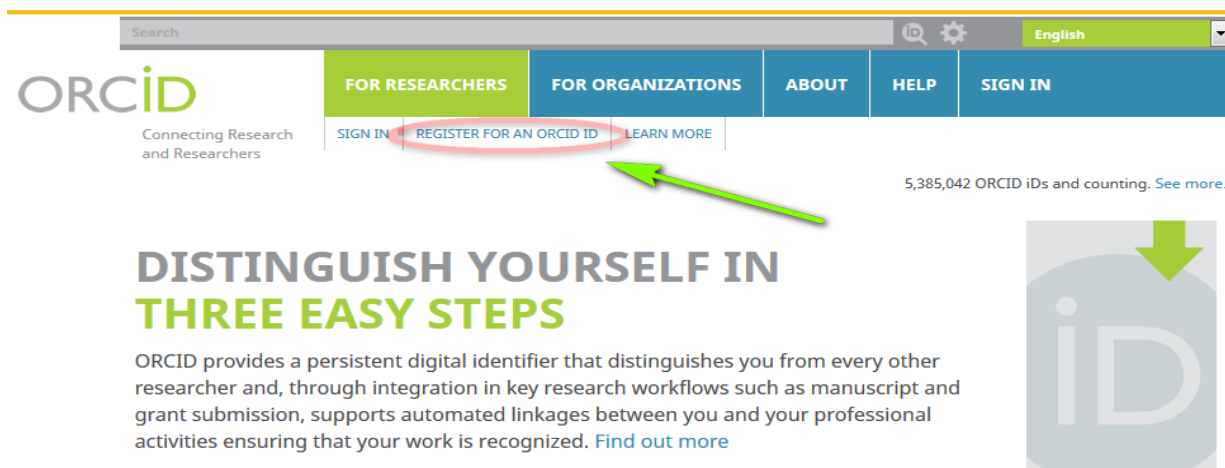 Search
English
ORCID
FOR RESEARCHERS
FOR ORGANIZATIONS
ABOUT
HELP
SIGN IN
Connecting Research
and Researchers
SIGN IN
REGISTER FOR AN ORCID ID
LEARN MORE
5,385,042 ORCID iDs and counting. See more.
DISTINGUISH YOURSELF IN
THREE EASY STEPS
ORCID provides a persistent digital identifier that distinguishes you from every other
researcher and, through integration in key research workflows such as manuscript and
grant submission, supports automated linkages between you and your professional
activities ensuring that your work is recognized. Find out more
iD